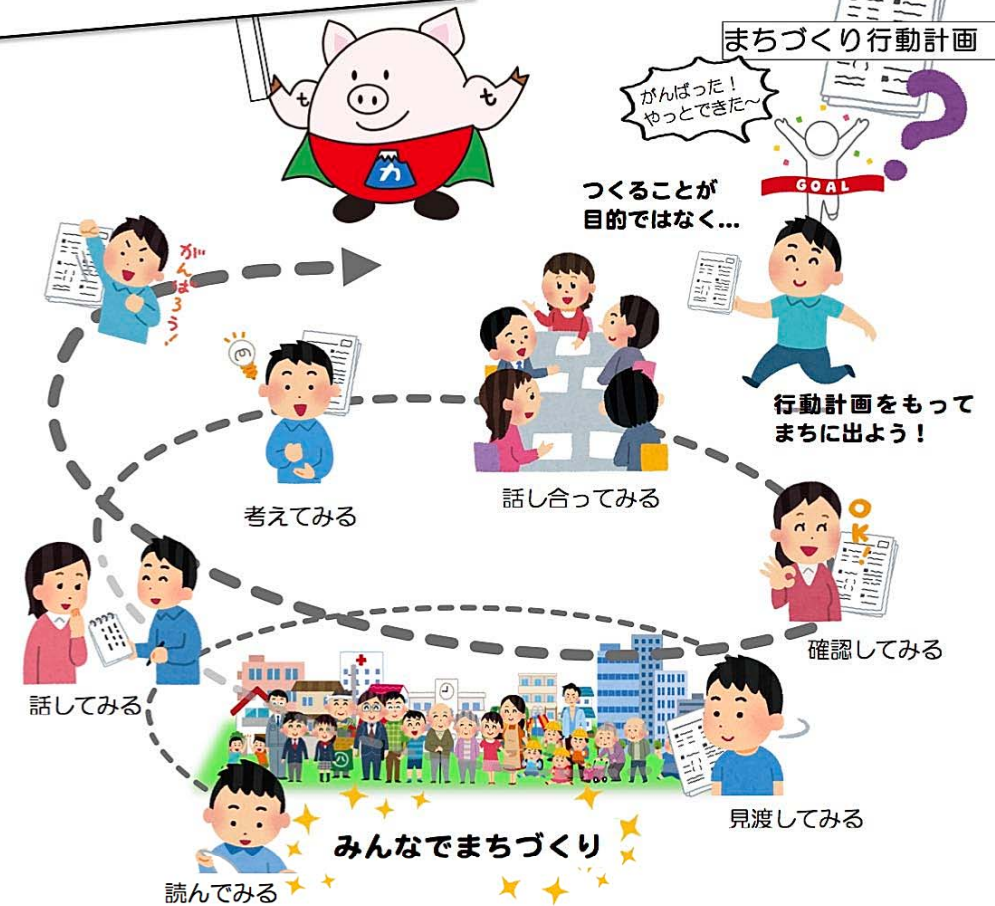 まちづくり行動計画
がんばった！
やっとできた～
?
GOAL
つくることが
目的ではなく…
t
t
力
がんばろう！
行動計画をもって
まちに出よう！
考えてみる
話し合ってみる
OK!
確認してみる
話してみる
見渡してみる
みんなでまちづくり
読んでみる